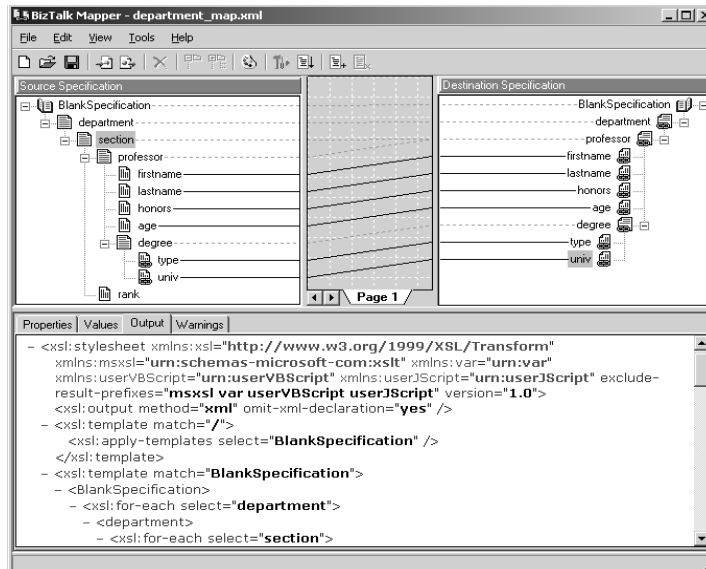 BizTalk Mapper - department_map.xml
File Edit View Tools Help
Source Specification
BlankSpecification
department
section
professor
firstname
lastname
honors
age
degree
type
univ
rank
Page 1
Destination Specification
BlankSpecification
department
professor
firstname
lastname
honors
age
degree
type
univ
Properties Values Output Warnings
- <xsl:stylesheet xmlns:xsl="http://www.w3.org/1999/XSL/Transform"
xmlns:msxsl="urn:schemas-microsoft-com:xslt" xmlns:var="urn:var"
xmlns:userVBScript="urn:userVBScript" xmlns:userJScript="urn:userJScript" exclude-
result-prefixes="msxsl var userVBScript userJScript" version="1.0">
<xsl:output method="xml" omit-xml-declaration="yes" />
- <xsl:template match="/">
<xsl:apply-templates select="BlankSpecification" />
</xsl:template>
- <xsl:template match="BlankSpecification">
- <BlankSpecification>
- <xsl:for-each select="department">
- <department>
- <xsl:for-each select="section">